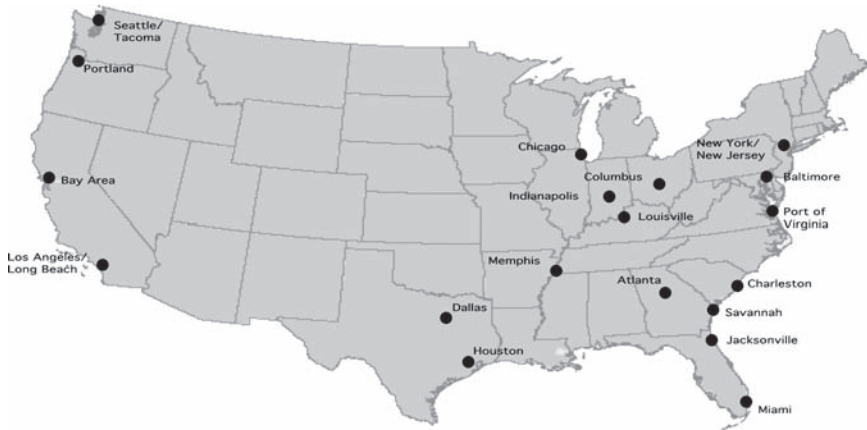 Seattle/
Tacoma
Portland
Chicago
New York/
New Jersey
Columbus
Baltimore
Bay Area
Indianapolis
Louisville
Port of
Virginia
Los Angeles/
Long Beach
Memphis
Atlanta
Charleston
Dallas
Savannah
Jacksonville
Houston
Miami